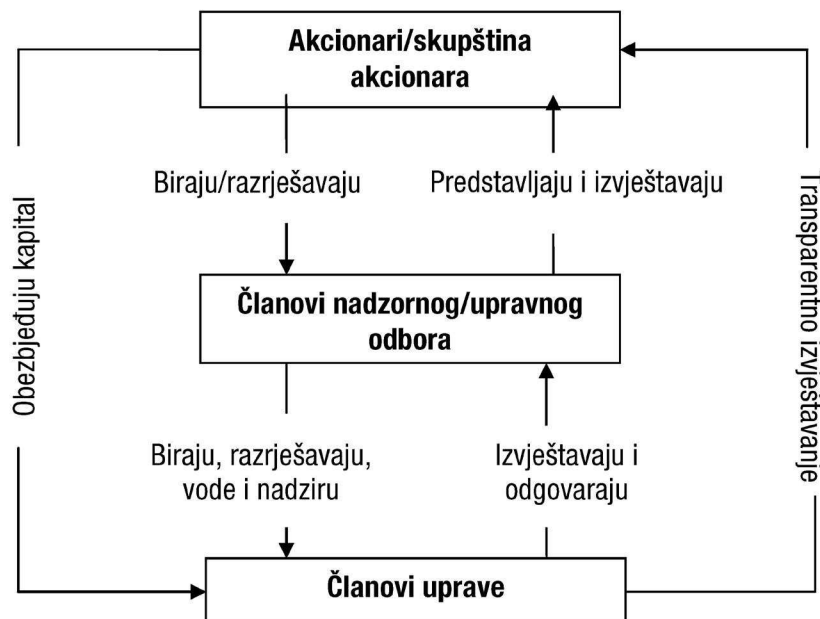 Akcionari/skupština
akcionara
Biraju/razrješavaju
Predstavljaju i izvještavaju
Obezbjeđuju kapital
Transparentno izvještavanje
Članovi nadzornog/upravnog
odbora
Biraju, razrješavaju,
vode i nadziru
Izvještavaju i
odgovaraju
Članovi uprave